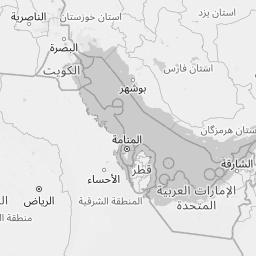 استان یزد
استان خوزستان
الناصرية
البصرة
الكويت
استان فارس
بوشهر
استان هرمزگان
المنامة
الشارقة
قطر
الأحساء
الإمارات العربية
المتحدة
الرياض
المنطقة الشرقية
منطقة